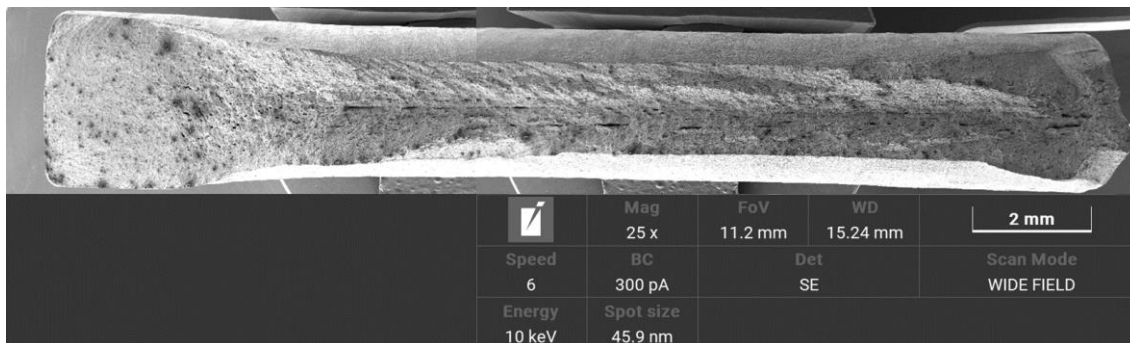 Mag FoV WD 2 mm
25 x 11.2 mm 15.24 mm
Speed BC Det Scan Mode
6 300 pA SE WIDE FIELD
Energy Spot size
10 keV 45.9 nm